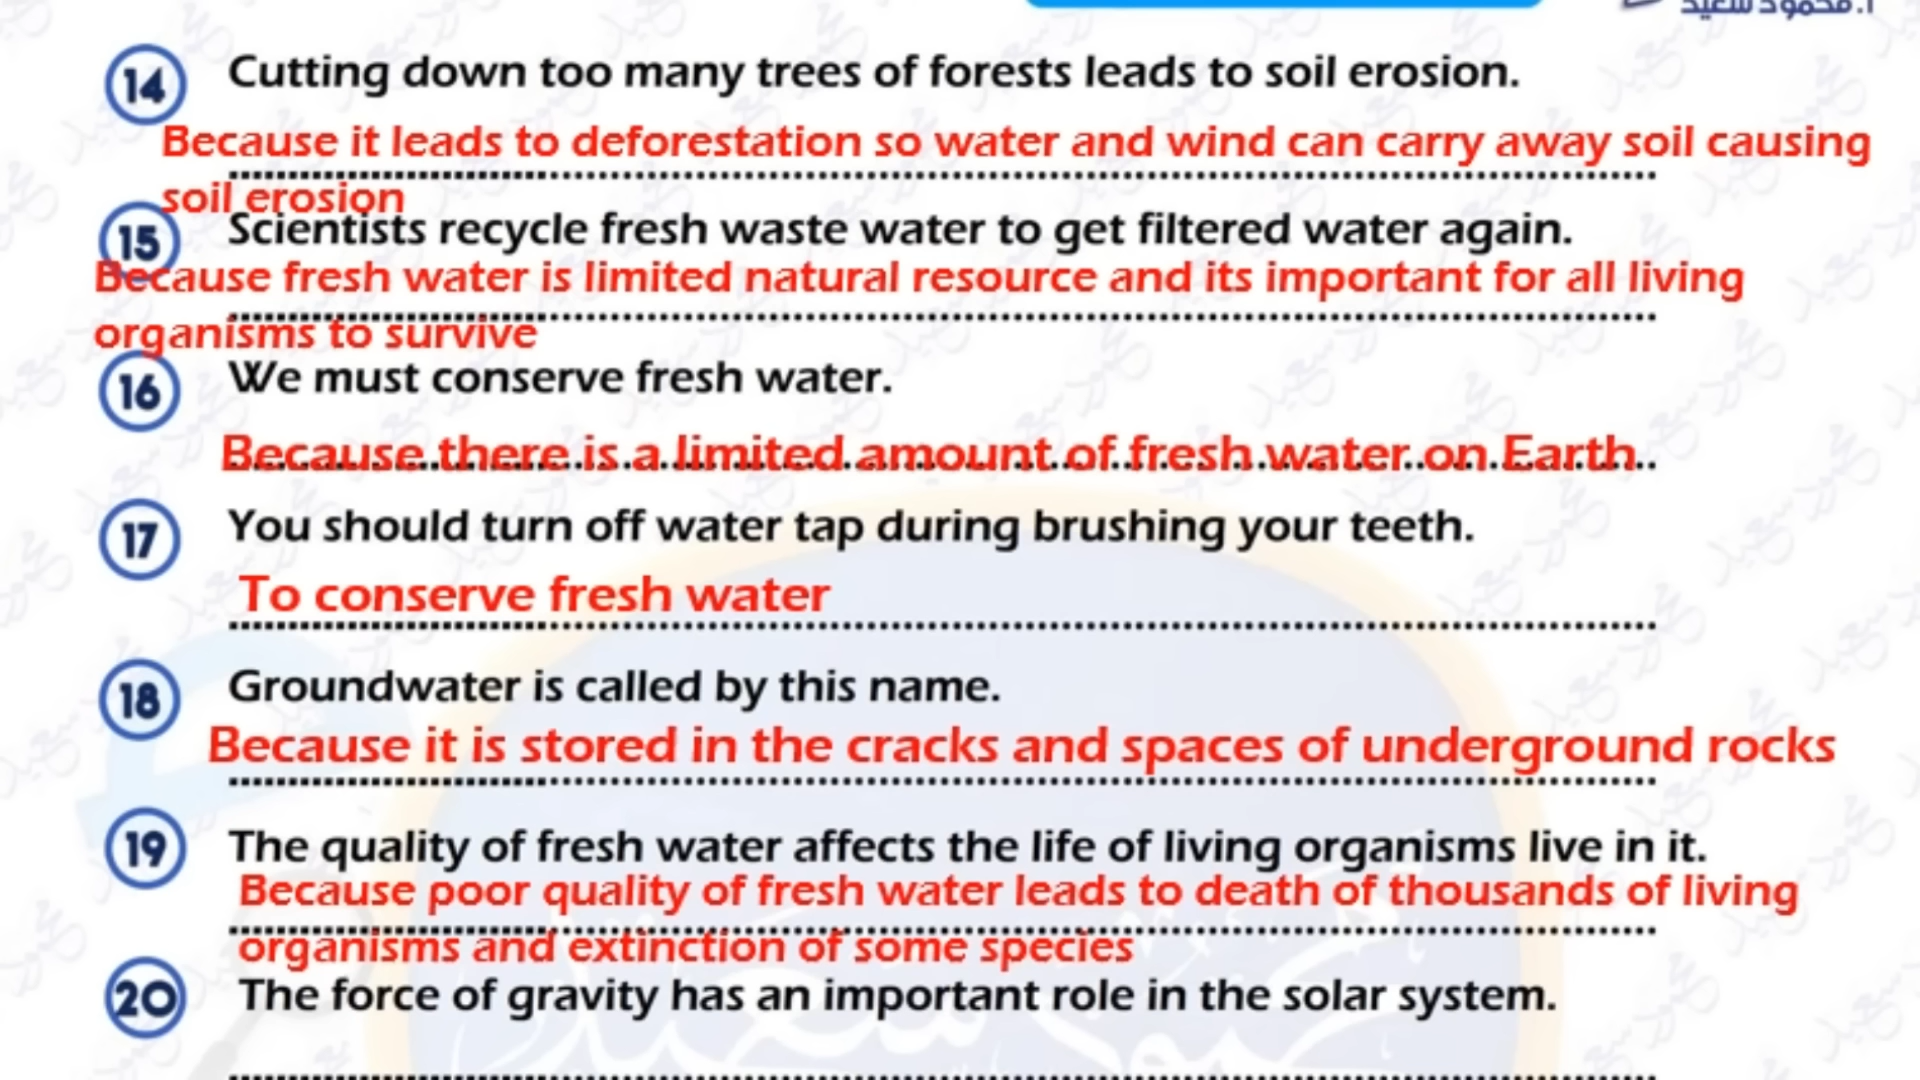 أ. محمود سعيد
14 Cutting down too many trees of forests leads to soil erosion.
Because it leads to deforestation so water and wind can carry away soil causing
soil erosion
15 Scientists recycle fresh waste water to get filtered water again.
Because fresh water is limited natural resource and its important for all living
organisms to survive
16 We must conserve fresh water.
Because there is a limited amount of fresh water on Earth
17 You should turn off water tap during brushing your teeth.
To conserve fresh water
18 Groundwater is called by this name.
Because it is stored in the cracks and spaces of underground rocks
19 The quality of fresh water affects the life of living organisms live in it.
Because poor quality of fresh water leads to death of thousands of living
organisms and extinction of some species
20 The force of gravity has an important role in the solar system.